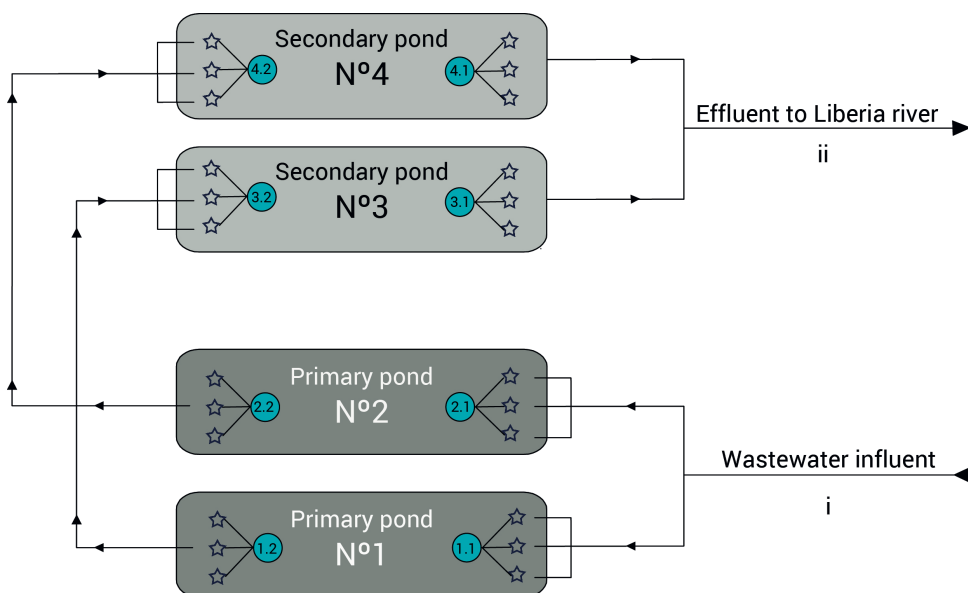 Secondary pond
Nº4
4.2
4.1
Effluent to Liberia river
ii
Secondary pond
Nº3
3.2
3.1
Primary pond
Nº2
2.2
2.1
Wastewater influent
i
Primary pond
Nº1
1.2
1.1